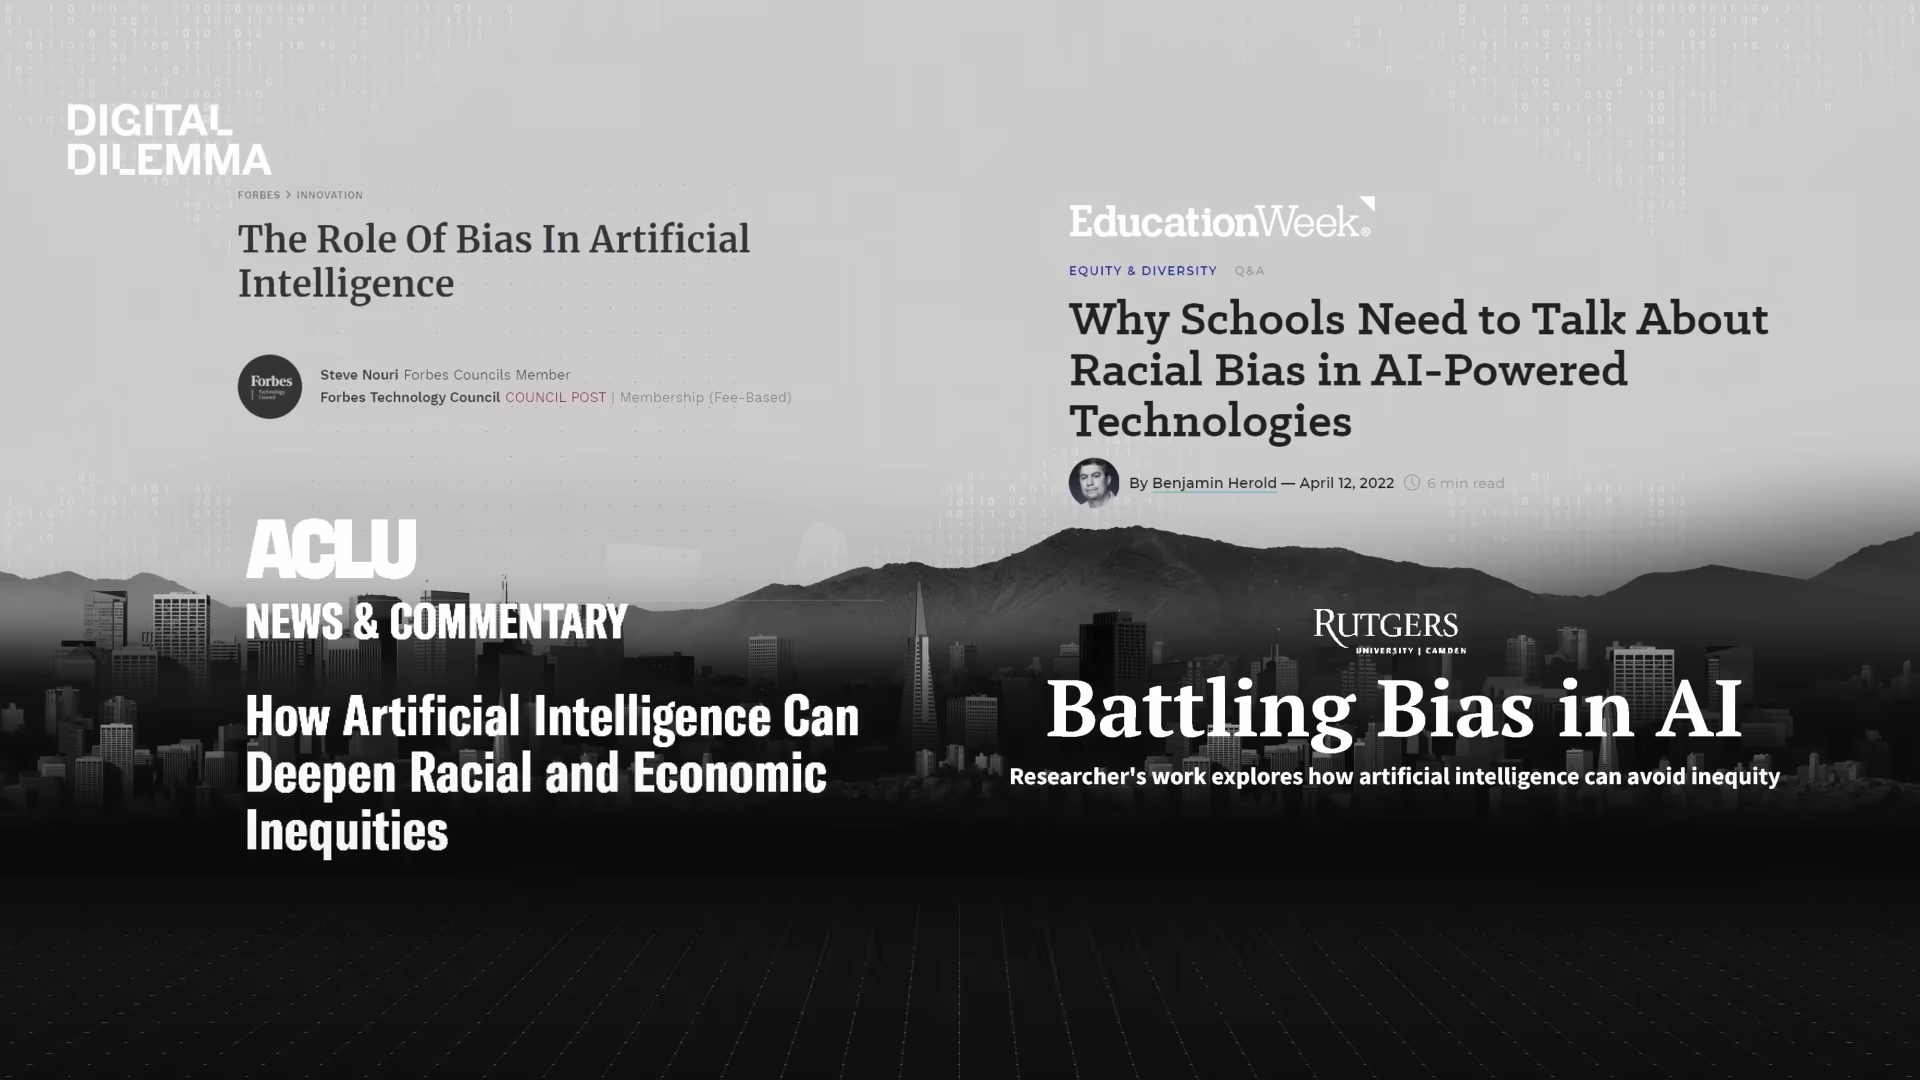 DIGITAL
DILEMMA
FORBES > INNOVATION
The Role Of Bias In Artificial
Intelligence
Forbes
Technology
Council
Steve Nouri Forbes Councils Member
Forbes Technology Council COUNCIL POST | Membership (Fee-Based)
EducationWeek®
EQUITY & DIVERSITY Q&A
Why Schools Need to Talk About
Racial Bias in AI-Powered
Technologies
By Benjamin Herold — April 12, 2022 6 min read
ACLU
NEWS & COMMENTARY
How Artificial Intelligence Can
Deepen Racial and Economic
Inequities
RUTGERS
UNIVERSITY | CAMDEN
Battling Bias in AI
Researcher's work explores how artificial intelligence can avoid inequity